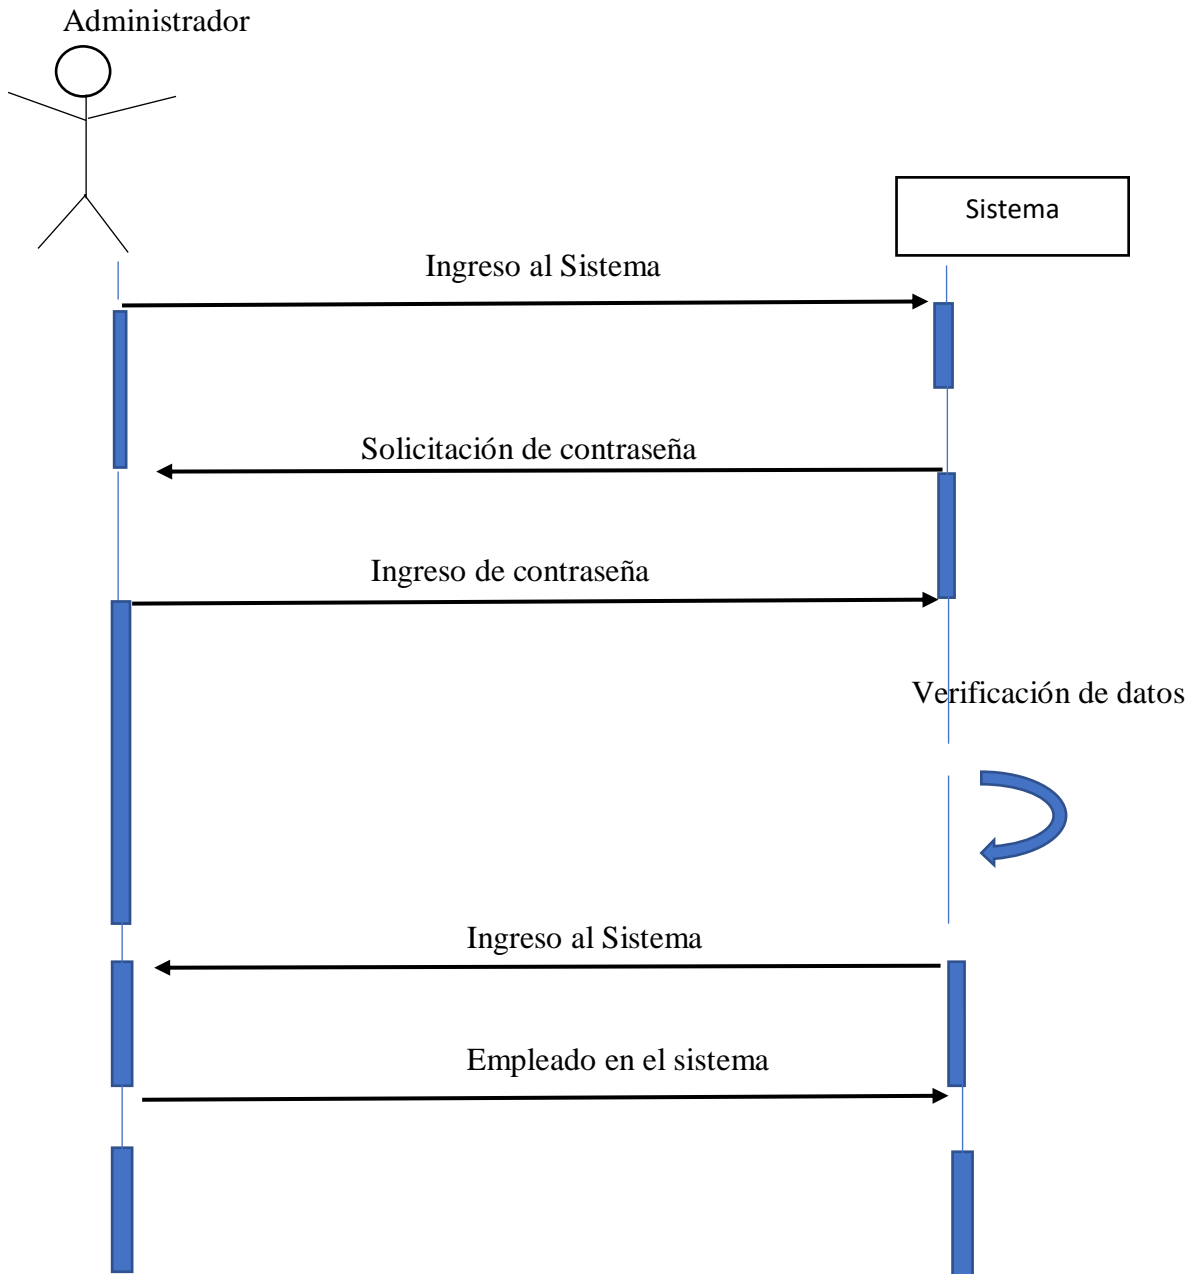 Administrador
Sistema
Ingreso al Sistema
Solicitación de contraseña
Ingreso de contraseña
Verificación de datos
Ingreso al Sistema
Empleado en el sistema